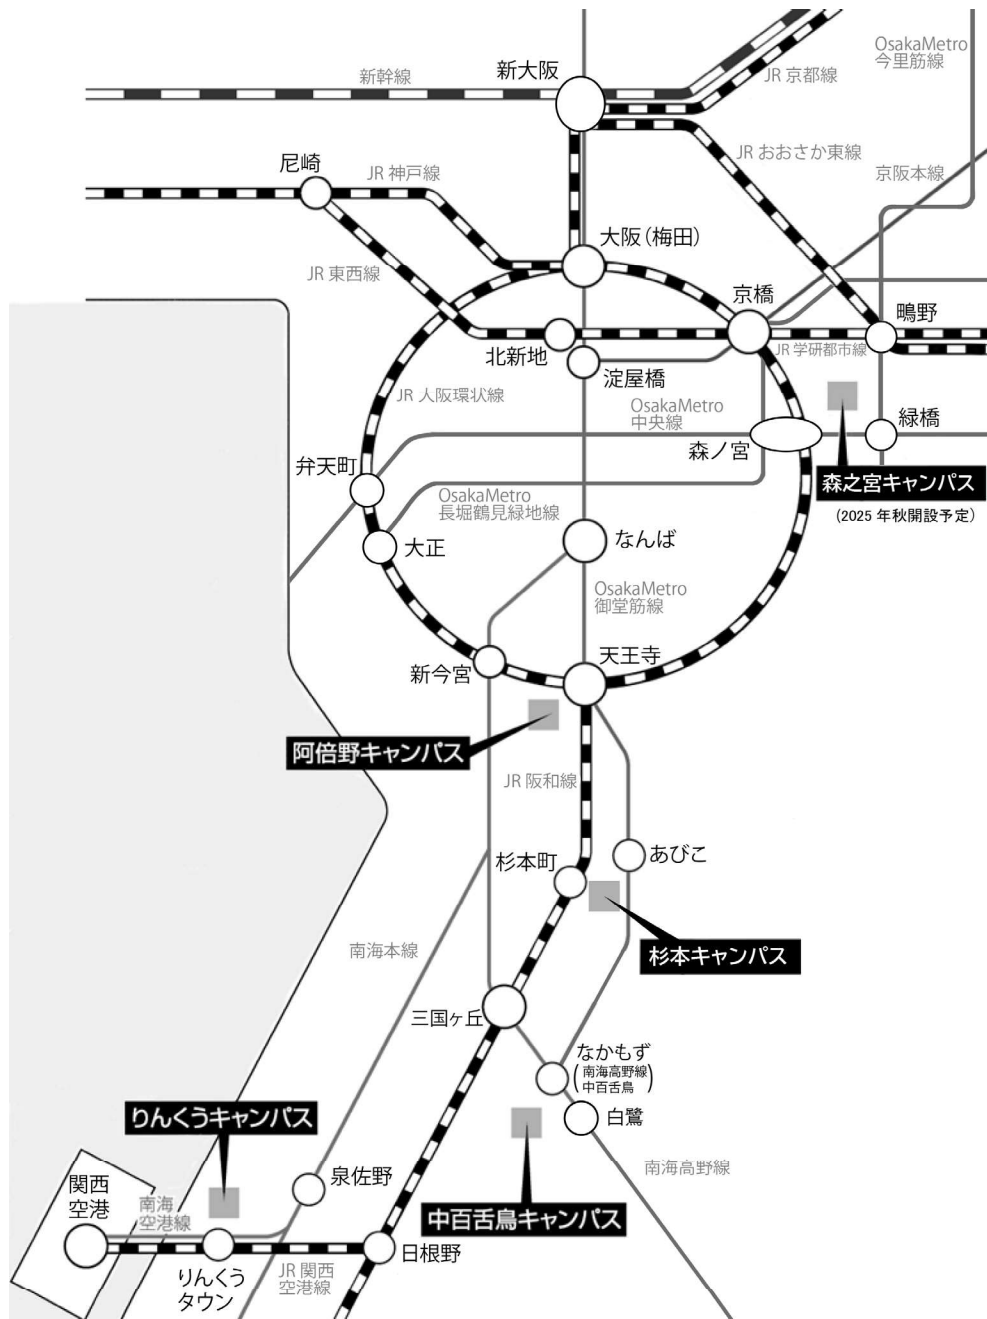 OsakaMetro
今里筋線
新大阪
新幹線
JR 京都線
JR おおさか東線
尼崎
JR 神戸線
京阪本線
大阪（梅田）
JR 東西線
京橋
鴫野
北新地
JR 学研都市線
淀屋橋
JR 大阪環状線
OsakaMetro
中央線
緑橋
森ノ宮
弁天町
森之宮キャンパス
（2025 年秋開設予定）
OsakaMetro
長堀鶴見緑地線
大正
なんば
OsakaMetro
御堂筋線
天王寺
新今宮
阿倍野キャンパス
JR 阪和線
あびこ
杉本町
南海本線
杉本キャンパス
三国ヶ丘
なかもず
（南海高野線
中百舌鳥）
りんくうキャンパス
白鷺
南海高野線
関西
空港
泉佐野
南海
空港線
中百舌鳥キャンパス
日根野
りんくう
タウン
JR 関西
空港線